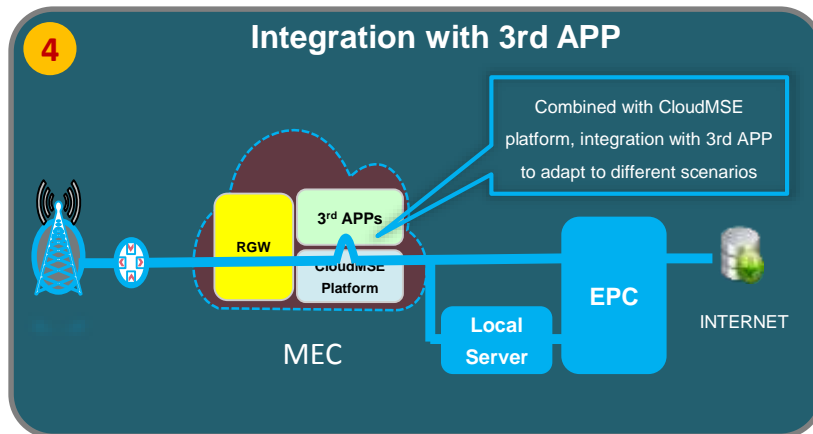 4
Integration with 3rd APP
Combined with CloudMSE
platform, integration with 3rd APP
to adapt to different scenarios
3rd APPs
RGW
CloudMSE
Platform
EPC
INTERNET
Local
Server
MEC